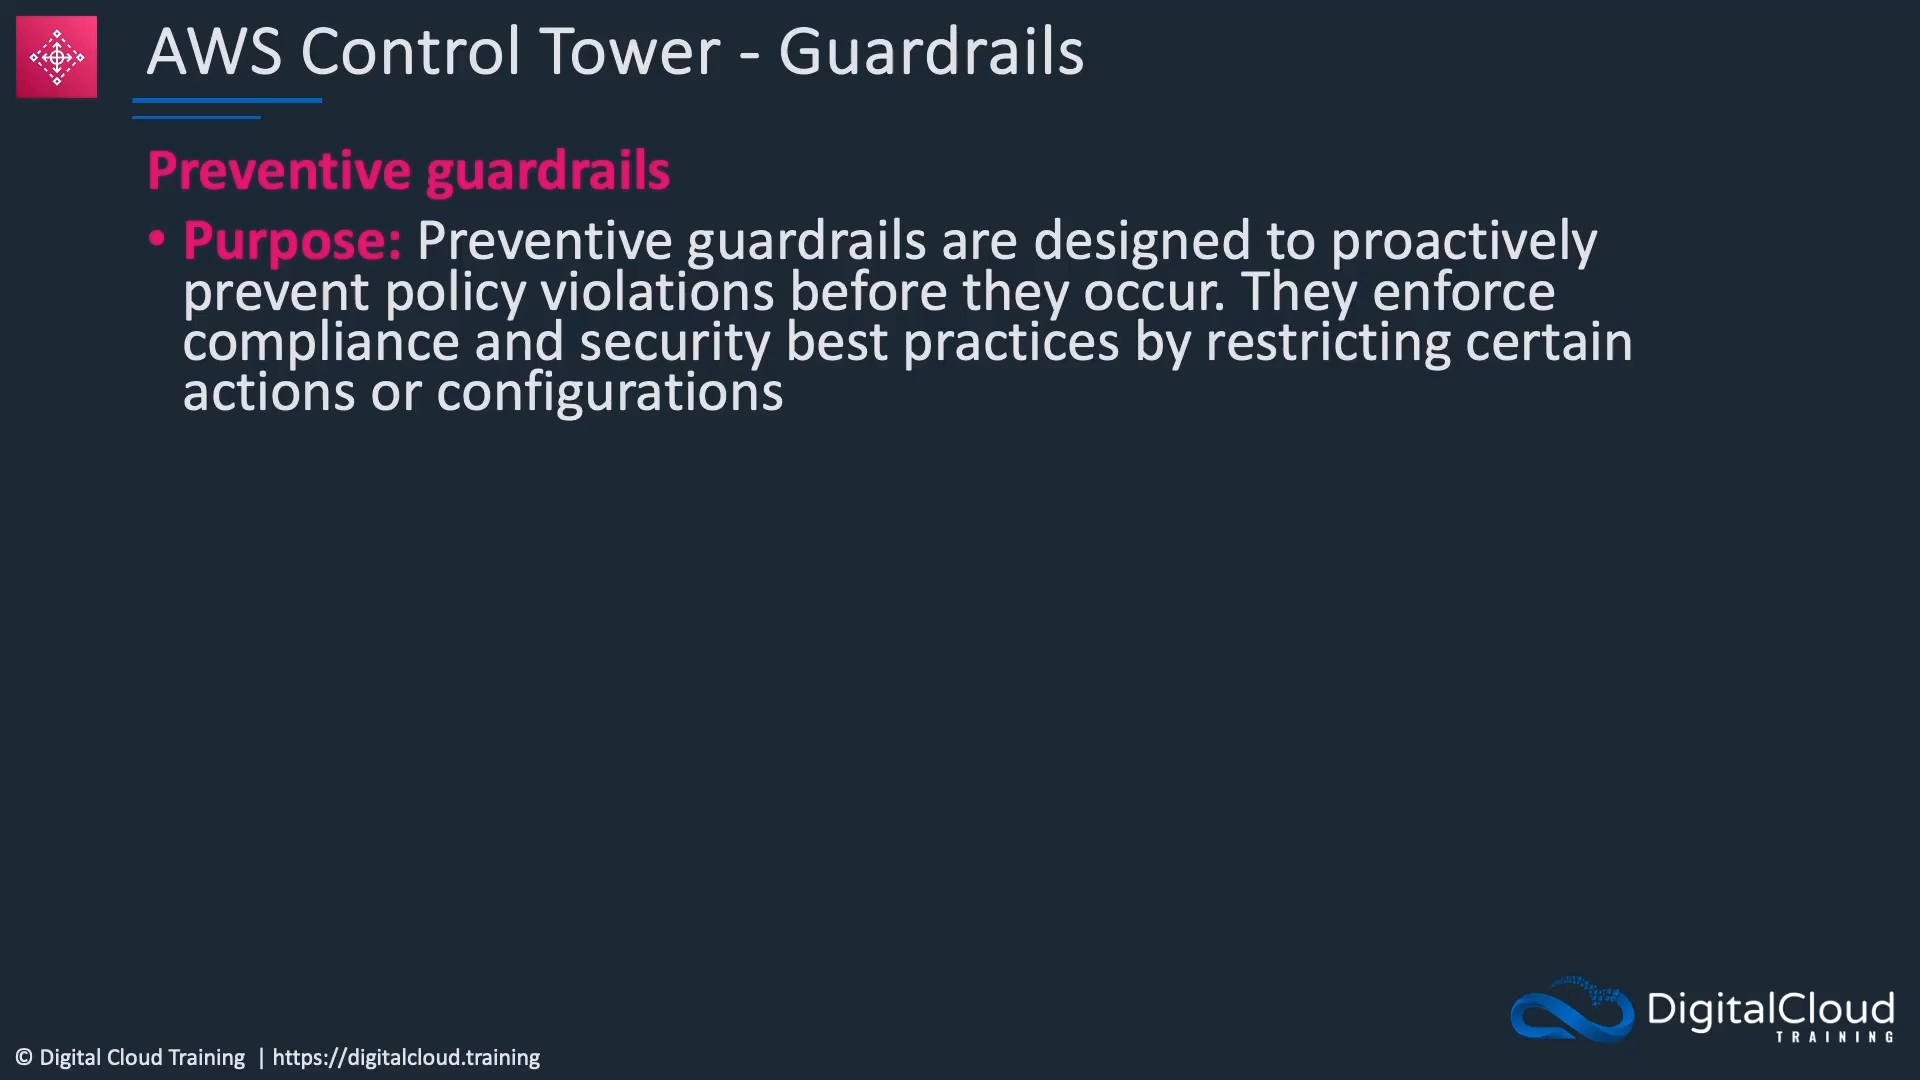 AWS Control Tower - Guardrails
Preventive guardrails
• Purpose: Preventive guardrails are designed to proactively
prevent policy violations before they occur. They enforce
compliance and security best practices by restricting certain
actions or configurations
DigitalCloud
TRAINING
© Digital Cloud Training | https://digitalcloud.training